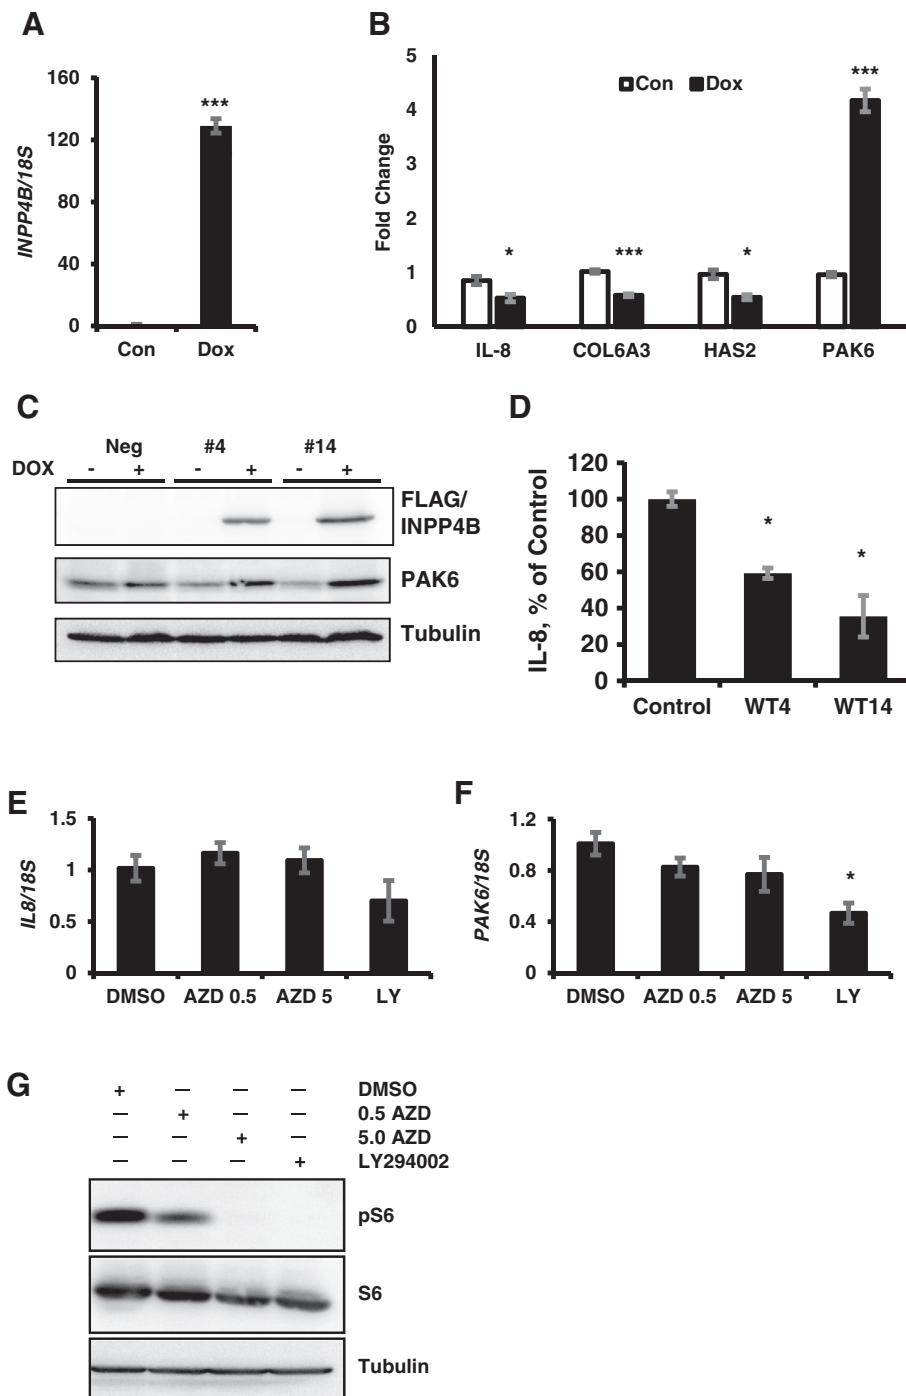 A
160
120
80
40
0
INPP4B/18S
***
Con Dox
B
5
4
3
2
1
0
Fold Change
Con Dox
* *** * ***
IL-8 COL6A3 HAS2 PAK6
C
Neg #4 #14
DOX - + - + - +
FLAG/
INPP4B
PAK6
Tubulin
D
120
100
80
60
40
20
0
IL-8, % of Control
*
*
Control WT4 WT14
E
1.5
1
0.5
0
IL8/18S
DMSO AZD 0.5 AZD 5 LY
F
1.2
0.8
0.4
0
PAK6/18S
*
DMSO AZD 0.5 AZD 5 LY
G
+ — — — DMSO
— + — — 0.5 AZD
— — + — 5.0 AZD
— — — + LY294002
pS6
S6
Tubulin